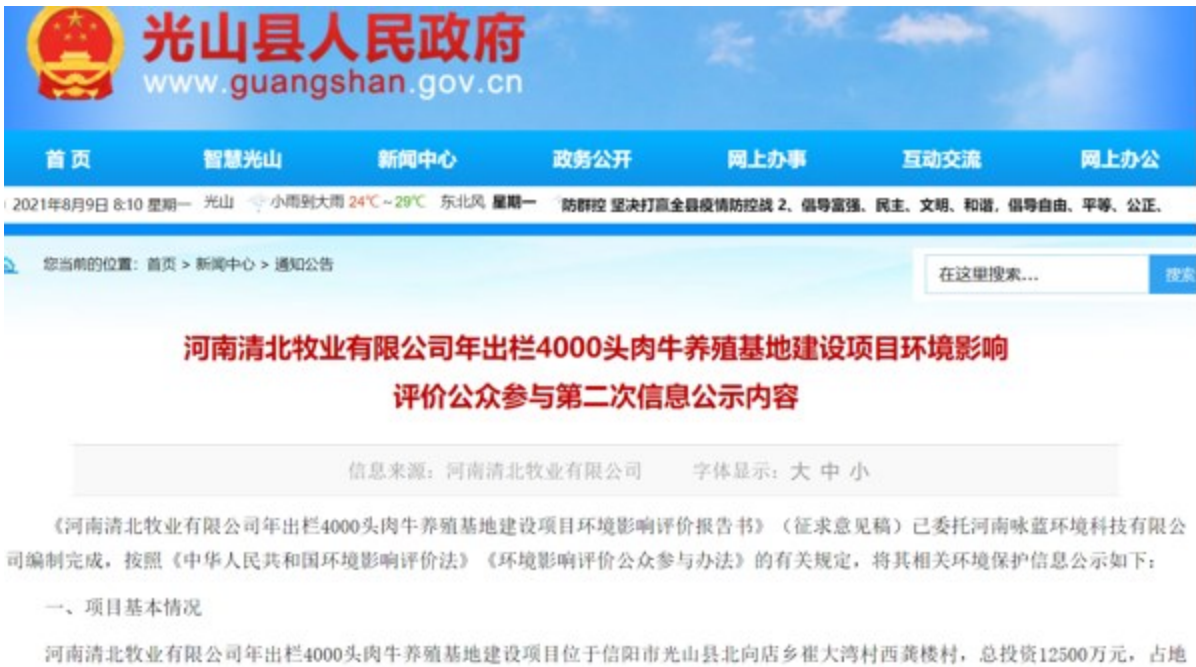 光山县人民政府
www.guangshan.gov.cn
首页 智慧光山 新闻中心 政务公开 网上办事 互动交流 网上办公
2021年8月9日 8:10 星期一 光山 小雨到大雨 24℃~29℃ 东北风 星期一 防群控 坚决打赢全县疫情防控战 2、倡导富强、民主、文明、和谐，倡导自由、平等、公正、
您当前的位置：首页 > 新闻中心 > 通知公告
在这里搜索... 搜索
河南清北牧业有限公司年出栏4000头肉牛养殖基地建设项目环境影响
评价公众参与第二次信息公示内容
信息来源：河南清北牧业有限公司 字体显示：大 中 小
《河南清北牧业有限公司年出栏4000头肉牛养殖基地建设项目环境影响评价报告书》（征求意见稿）已委托河南咏蓝环境科技有限公
司编制完成，按照《中华人民共和国环境影响评价法》《环境影响评价公众参与办法》的有关规定，将其相关环境保护信息公示如下：
一、项目基本情况
河南清北牧业有限公司年出栏4000头肉牛养殖基地建设项目位于信阳市光山县北向店乡崔大湾村西龚楼村，总投资12500万元，占地